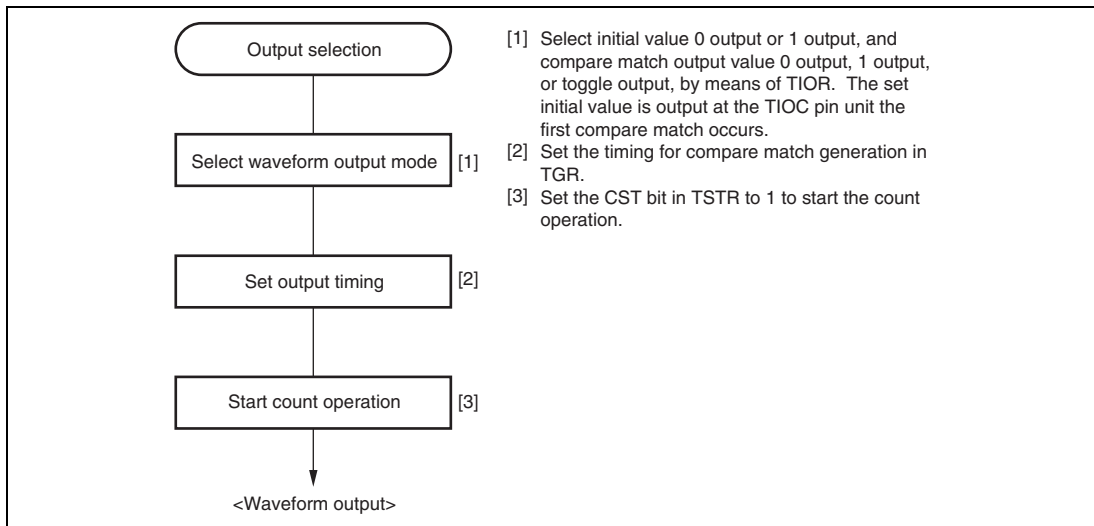 Output selection
Select waveform output mode [1]
Set output timing [2]
Start count operation [3]
<Waveform output>
[1] Select initial value 0 output or 1 output, and
compare match output value 0 output, 1 output,
or toggle output, by means of TIOR. The set
initial value is output at the TIOC pin unit the
first compare match occurs.
[2] Set the timing for compare match generation in
TGR.
[3] Set the CST bit in TSTR to 1 to start the count
operation.